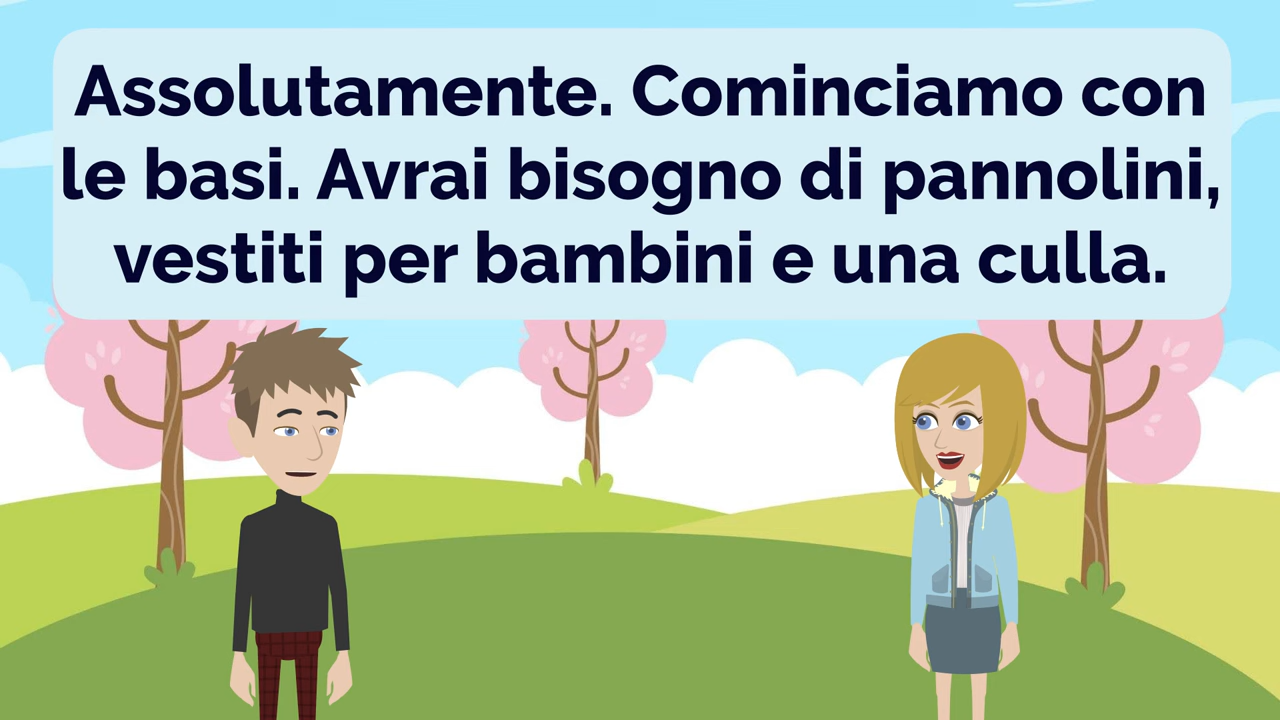 Assolutamente. Cominciamo con
le basi. Avrai bisogno di pannolini,
vestiti per bambini e una culla.